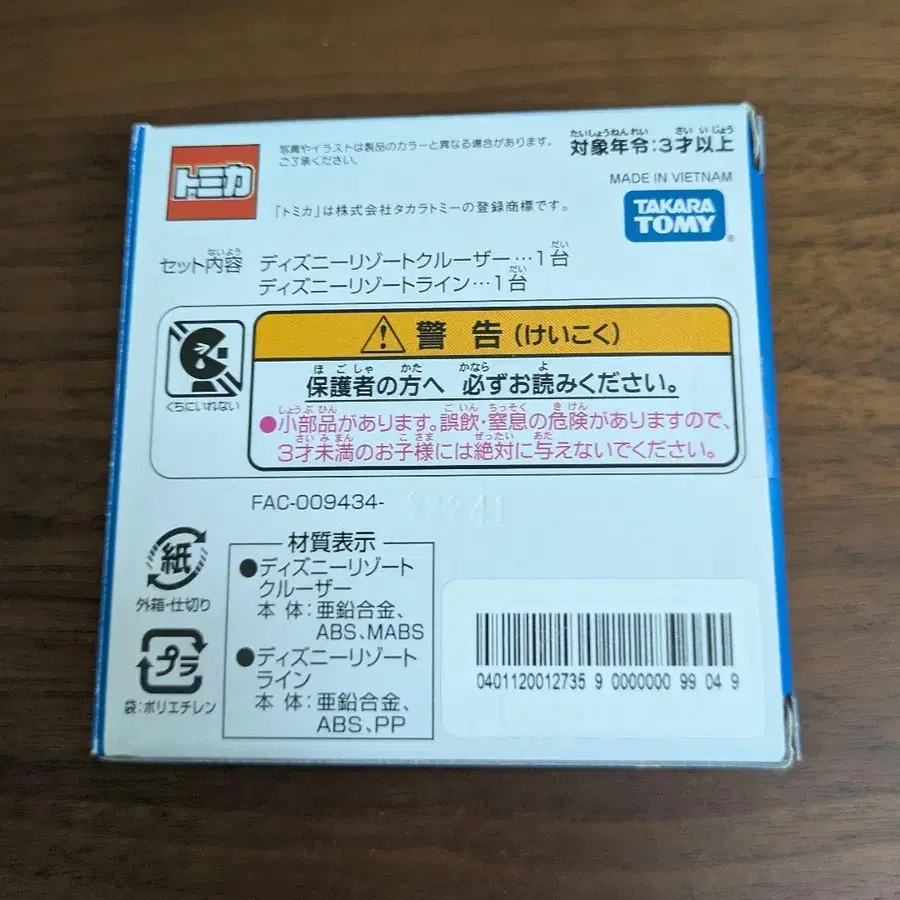 トミカ
写真やイラストは製品のカラーと異なる場合があります。
ご了承ください。
「トミカ」は株式会社タカラトミーの登録商標です。
たいしょうねんれい さいいじょう
対象年令:3才以上
MADE IN VIETNAM
TAKARA
TOMY®
ないよう だい
セット内容 ディズニーリゾートクルーザー…1台
だい
ディズニーリゾートライン…1台
くちにいれない
警告(けいこく)
ほごしゃ かた かなら よ
保護者の方へ 必ずお読みください。
しょうぶひん ごいん ちっそく きけん
●小部品があります。誤飲・窒息の危険がありますので、
さいみまん こさま ぜったい あた
3才未満のお子様には絶対に与えないでください。
FAC-009434-
紙
外箱・仕切り
プラ
袋:ポリエチレン
材質表示
●ディズニーリゾート
クルーザー
本体:亜鉛合金、
ABS、MABS
●ディズニーリゾート
ライン
本体:亜鉛合金、
ABS、PP
0401120012735 9 0000000 99 04 9